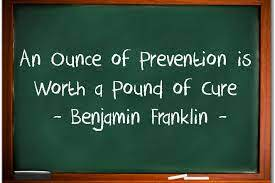 An Ounce of Prevention is
Worth a Pound of Cure
- Benjamin Franklin -